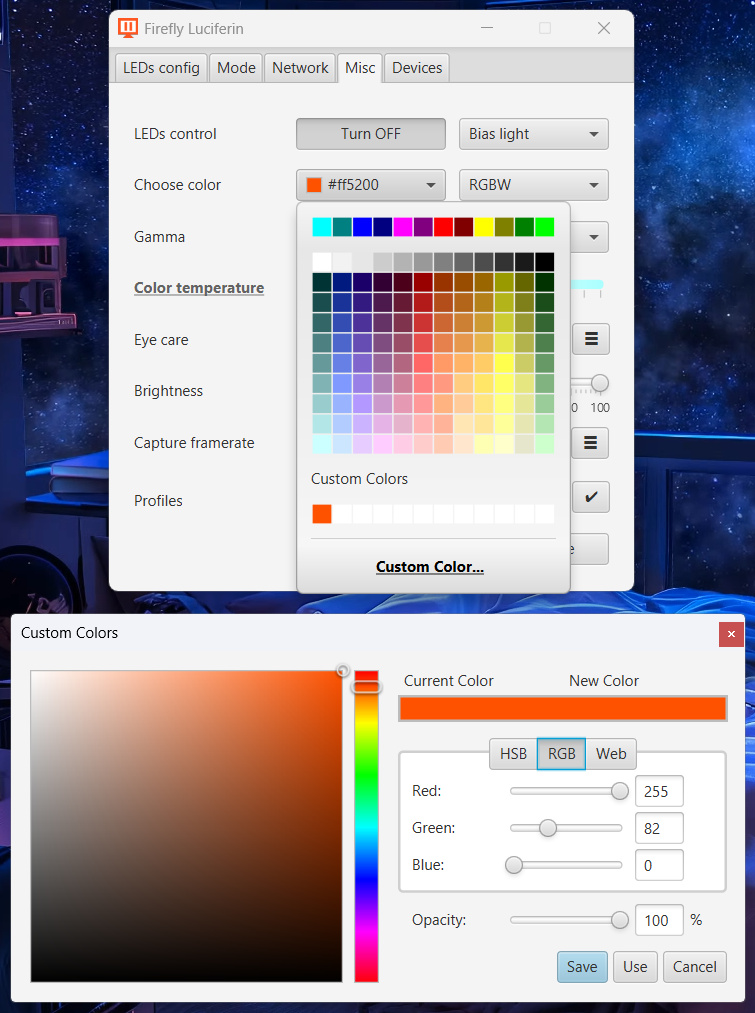 Firefly Luciferin
LEDs config Mode Network Misc Devices
LEDs control Turn OFF Bias light
Choose color #ff5200 RGBW
Gamma
Color temperature
Eye care
Brightness
100
Capture framerate
Custom Colors
Profiles ✔
Custom Color...
Custom Colors
Current Color New Color
HSB RGB Web
Red: 255
Green: 82
Blue: 0
Opacity: 100 %
Save Use Cancel